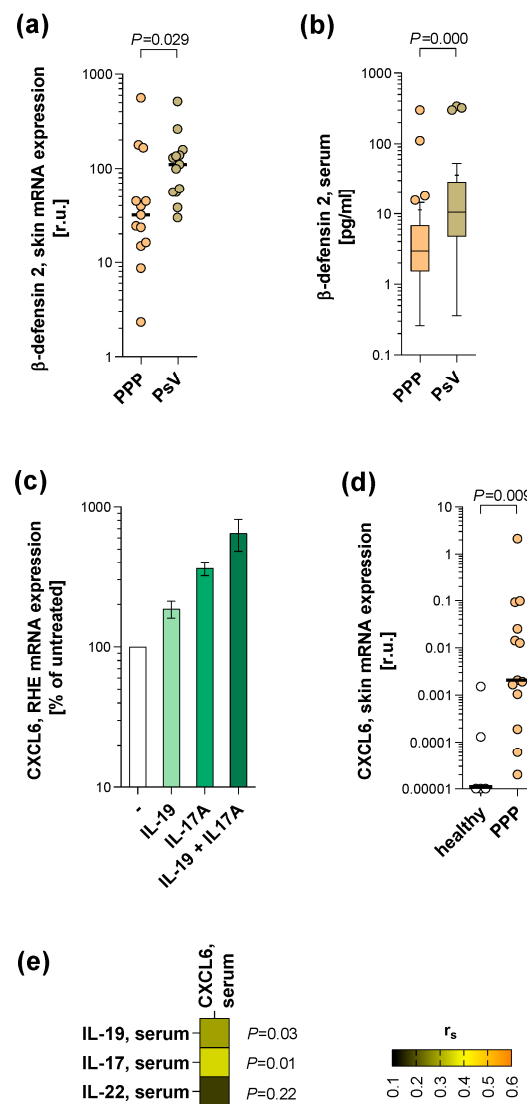 (a)
P=0.029
β-defensin 2, skin mRNA expression
[r.u.]
1000
100
10
1
PPP
PsV
(b)
P=0.000
β-defensin 2, serum
[pg/ml]
1000
100
10
1
0.1
PPP
PsV
(c)
CXCL6, RHE mRNA expression
[% of untreated]
1000
100
10
-
IL-19
IL-17A
IL-19 + IL17A
(d)
P=0.009
CXCL6, skin mRNA expression
[r.u.]
10
1
0.1
0.01
0.001
0.0001
0.00001
healthy
PPP
(e)
CXCL6,
serum
IL-19, serum
P=0.03
IL-17, serum
P=0.01
IL-22, serum
P=0.22
rs
0.1
0.2
0.3
0.4
0.5
0.6